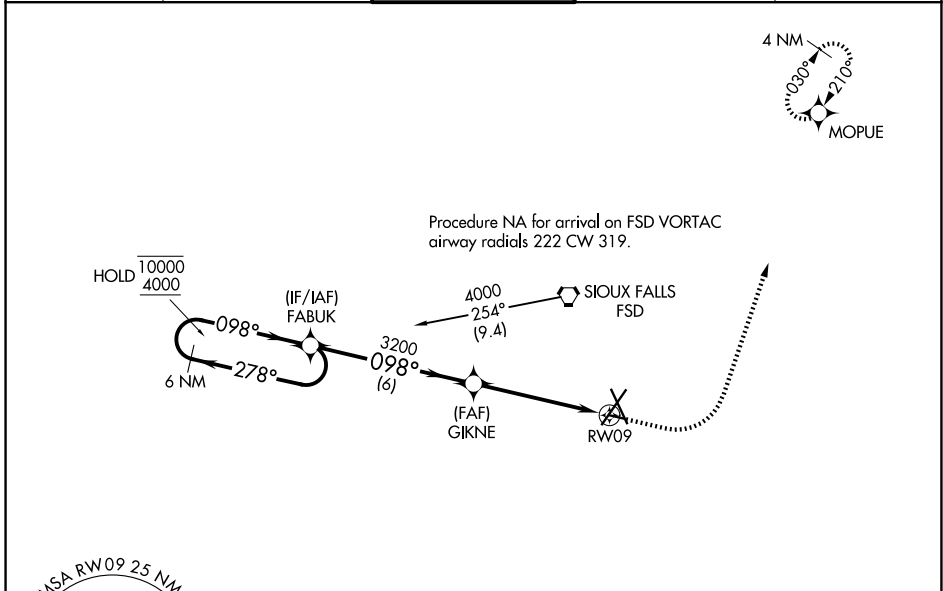 4 NM
030°
210°
MOPUE
Procedure NA for arrival on FSD VORTAC
airway radials 222 CW 319.
HOLD 10000
4000
(IF/IAF)
FABUK
4000
254°
(9.4)
SIOUX FALLS
FSD
098°
278°
6 NM
3200
098°
(6)
(FAF)
GIKNE
RW09
MSA RW09 25 NM